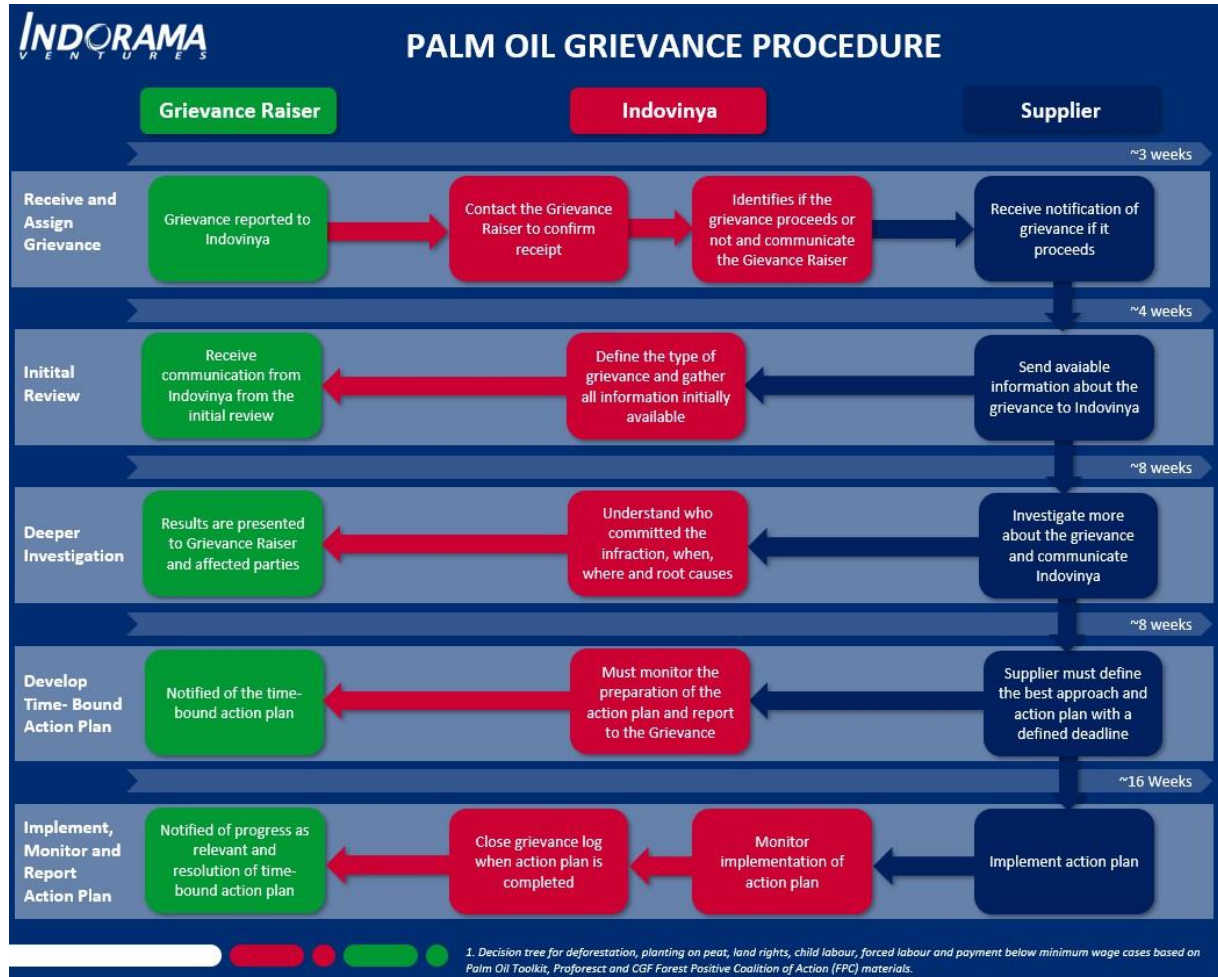 INDORAMA
VENTURES
PALM OIL GRIEVANCE PROCEDURE
Grievance Raiser
Indovinya
Supplier
~3 weeks
Receive and
Assign
Grievance
Grievance reported to
Indovinya
Contact the Grievance
Raiser to confirm
receipt
Identifies if the
grievance proceeds or
not and communicate
the Gievance Raiser
Receive notification of
grievance if it
proceeds
~4 weeks
Initital
Review
Receive
communication from
Indovinya from the
initial review
Define the type of
grievance and gather
all information initially
available
Send avaiable
information about the
grievance to Indovinya
~8 weeks
Deeper
Investigation
Results are presented
to Grievance Raiser
and affected parties
Understand who
committed the
infraction, when,
where and root causes
Investigate more
about the grievance
and communicate
Indovinya
~8 weeks
Develop
Time- Bound
Action Plan
Notified of the time-
bound action plan
Must monitor the
preparation of the
action plan and report
to the Grievance
Supplier must define
the best approach and
action plan with a
defined deadline
~16 Weeks
Implement,
Monitor and
Report
Action Plan
Notified of progress as
relevant and
resolution of time-
bound action plan
Close grievance log
when action plan is
completed
Monitor
implementation of
action plan
Implement action plan
1. Decision tree for deforestation, planting on peat, land rights, child labour, forced labour and payment below minimum wage cases based on
Palm Oil Toolkit, Proforesct and CGF Forest Positive Coalition of Action (FPC) materials.